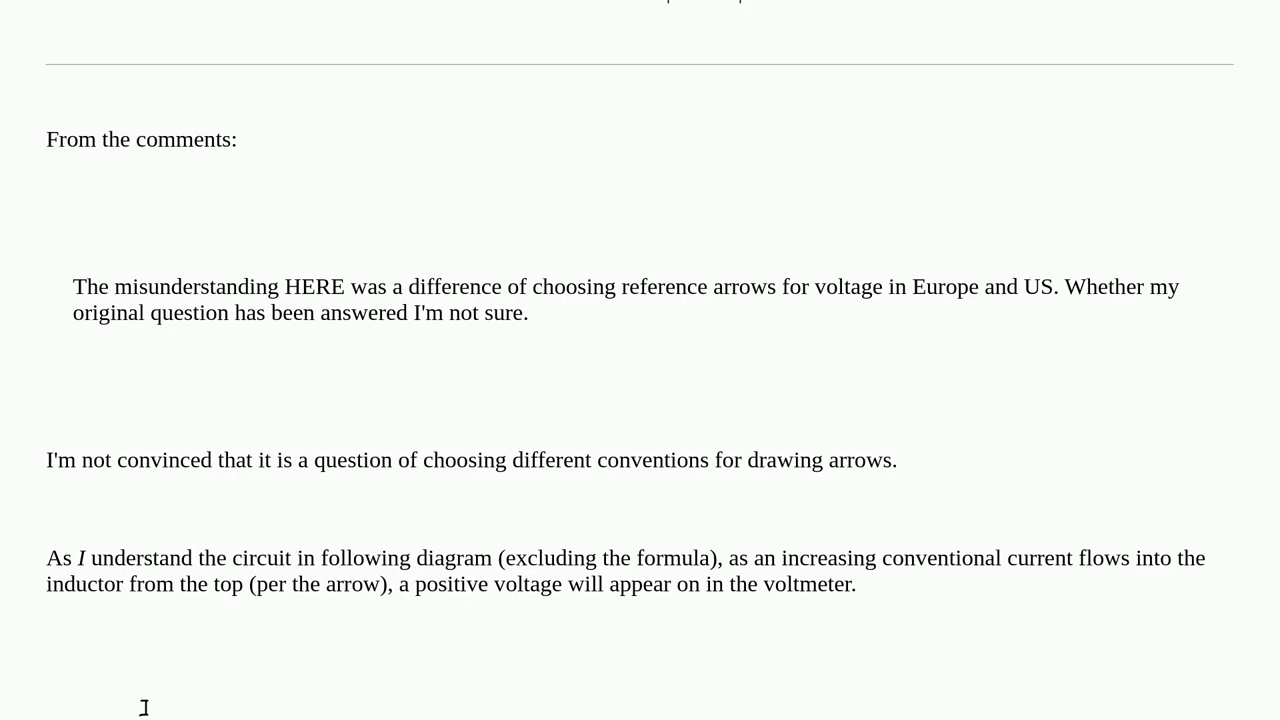 From the comments:
The misunderstanding HERE was a difference of choosing reference arrows for voltage in Europe and US. Whether my
original question has been answered I'm not sure.
I'm not convinced that it is a question of choosing different conventions for drawing arrows.
As I understand the circuit in following diagram (excluding the formula), as an increasing conventional current flows into the
inductor from the top (per the arrow), a positive voltage will appear on in the voltmeter.
I